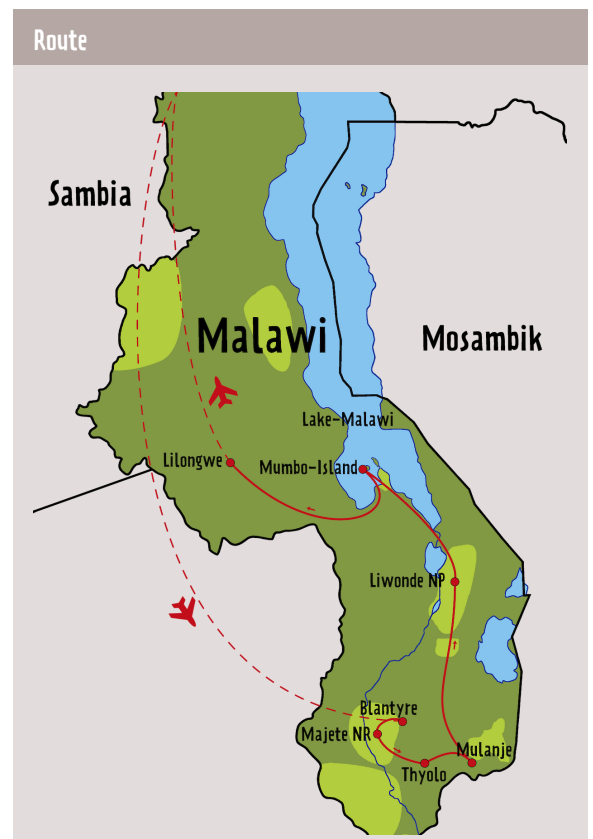 Route
Sambia
Malawi
Mosambik
Lake-Malawi
Lilongwe
Mumbo-Island
Liwonde NP
Blantyre
Majete NR
Mulanje
Thyolo